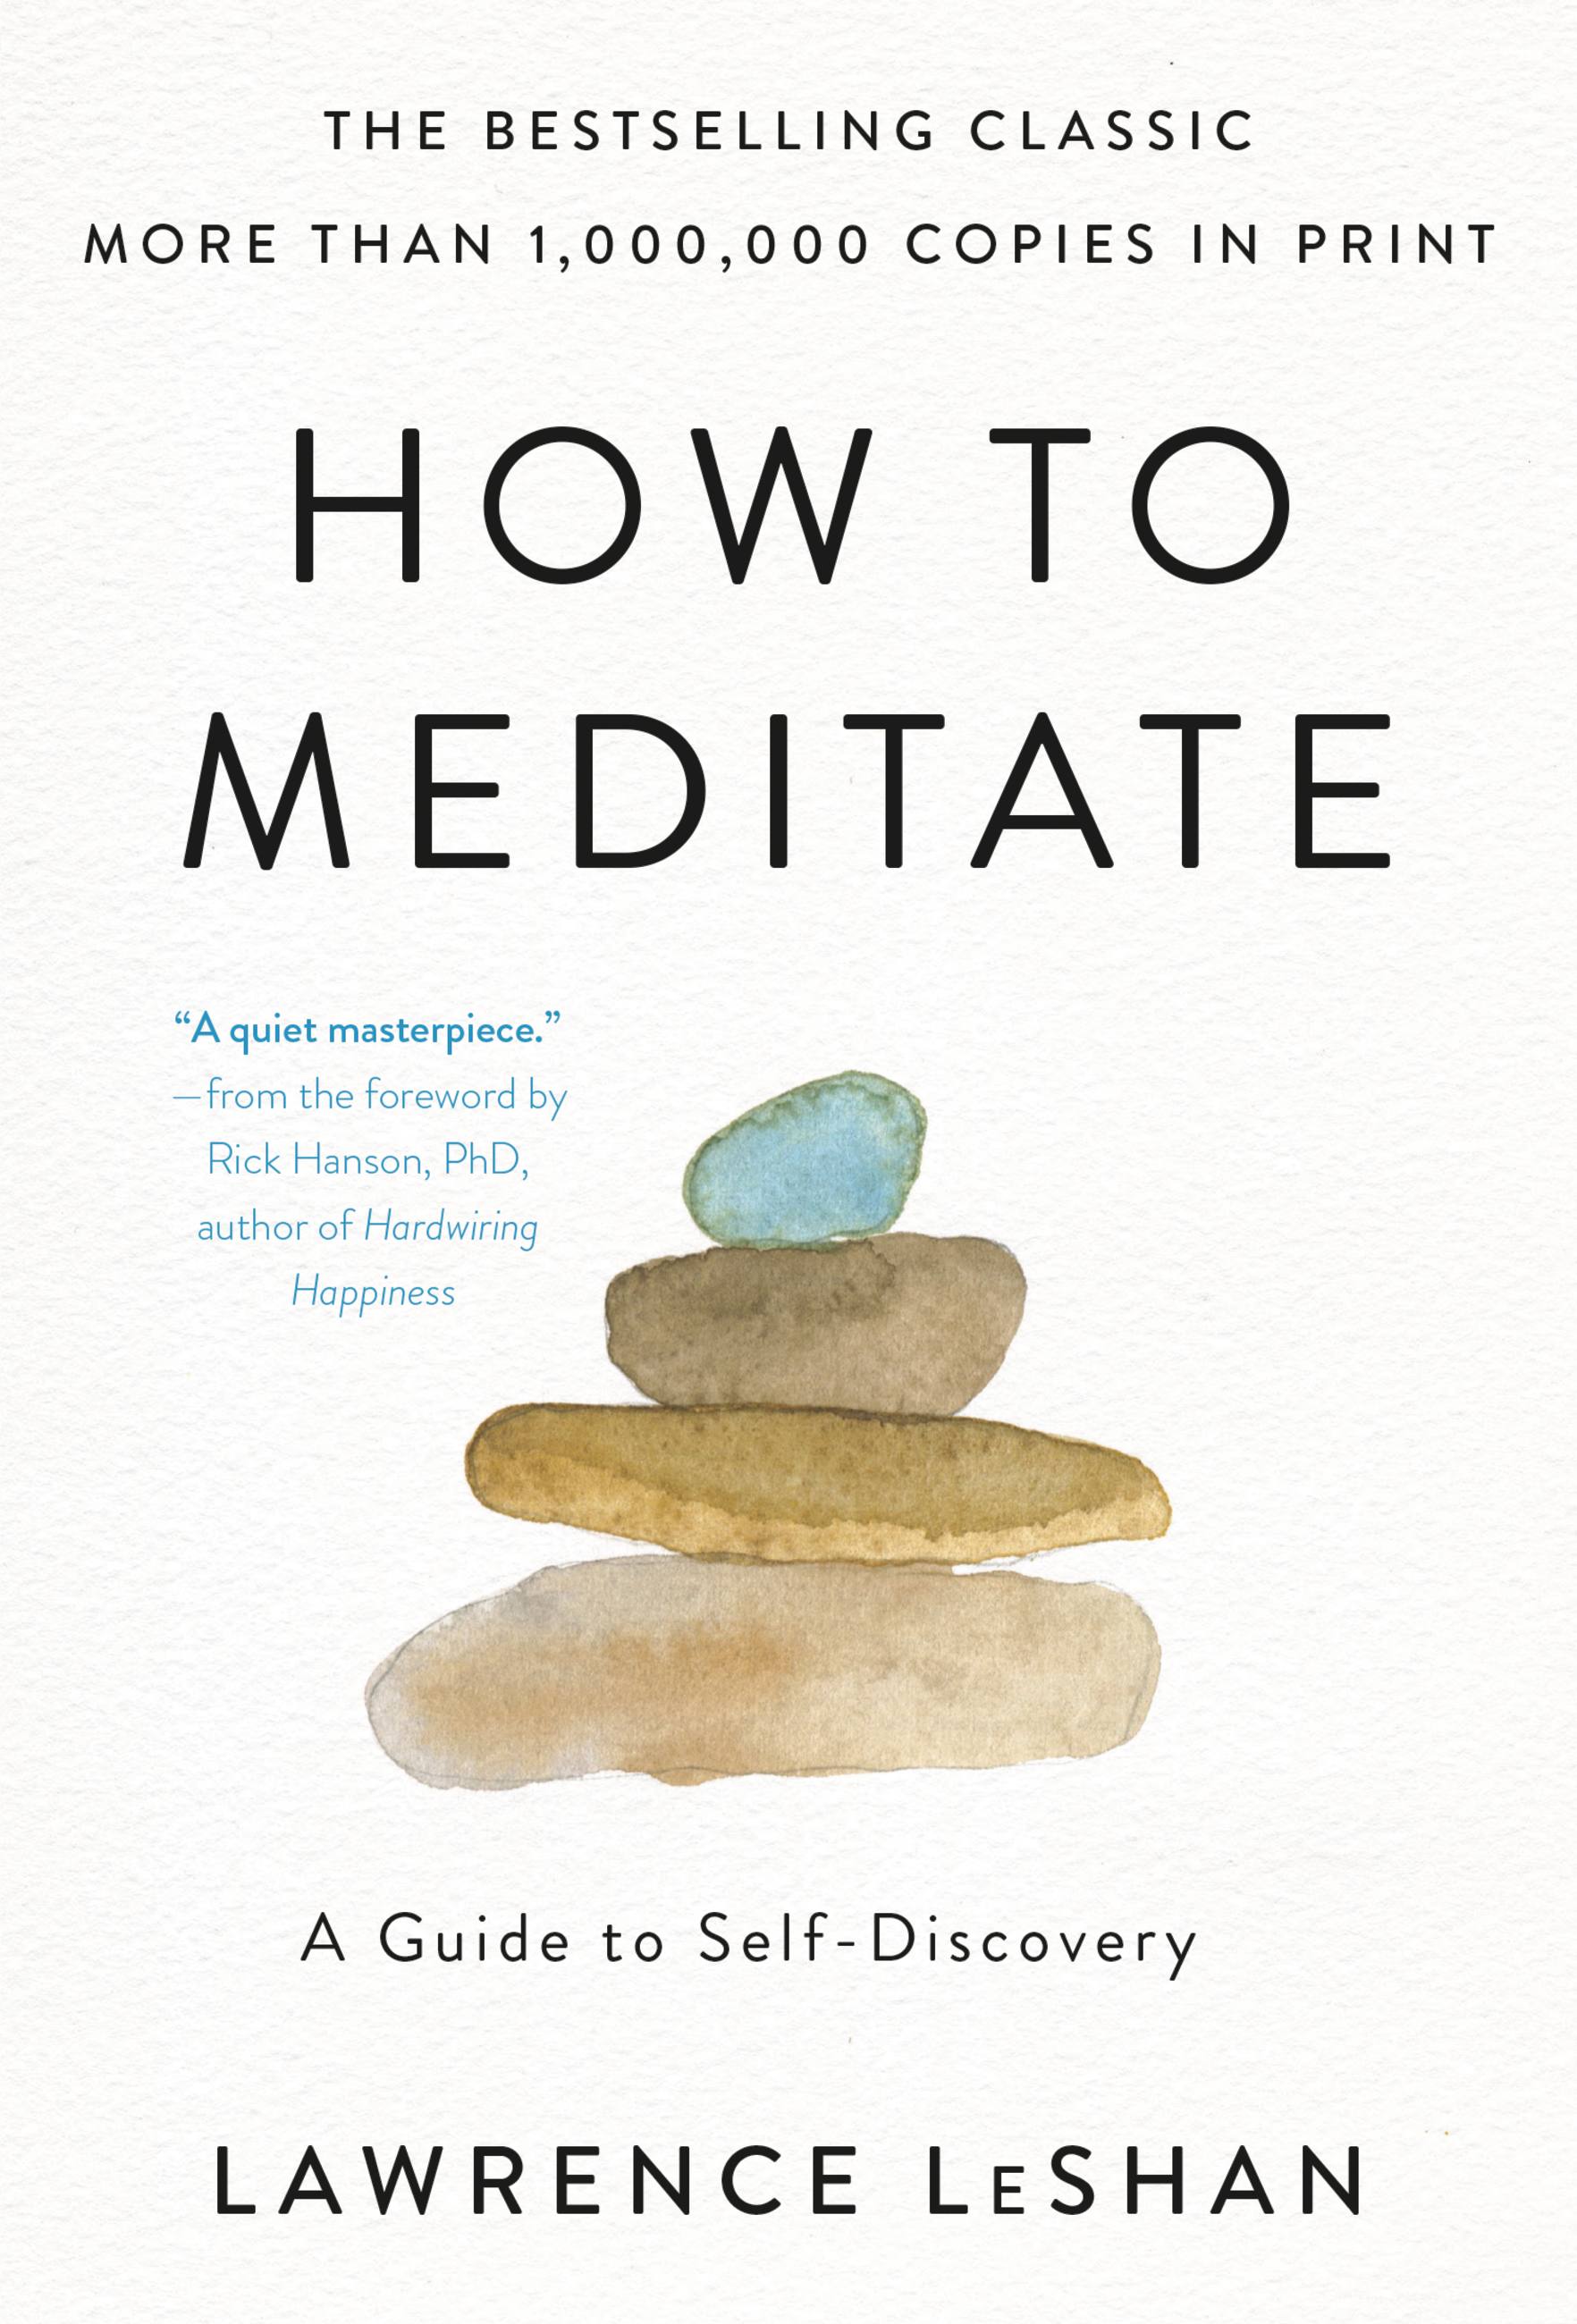 THE BESTSELLING CLASSIC
MORE THAN 1,000,000 COPIES IN PRINT
HOW TO
MEDITATE
“A quiet masterpiece.”
—from the foreword by
Rick Hanson, PhD,
author of Hardwiring
Happiness
A Guide to Self-Discovery
LAWRENCE LESHAN